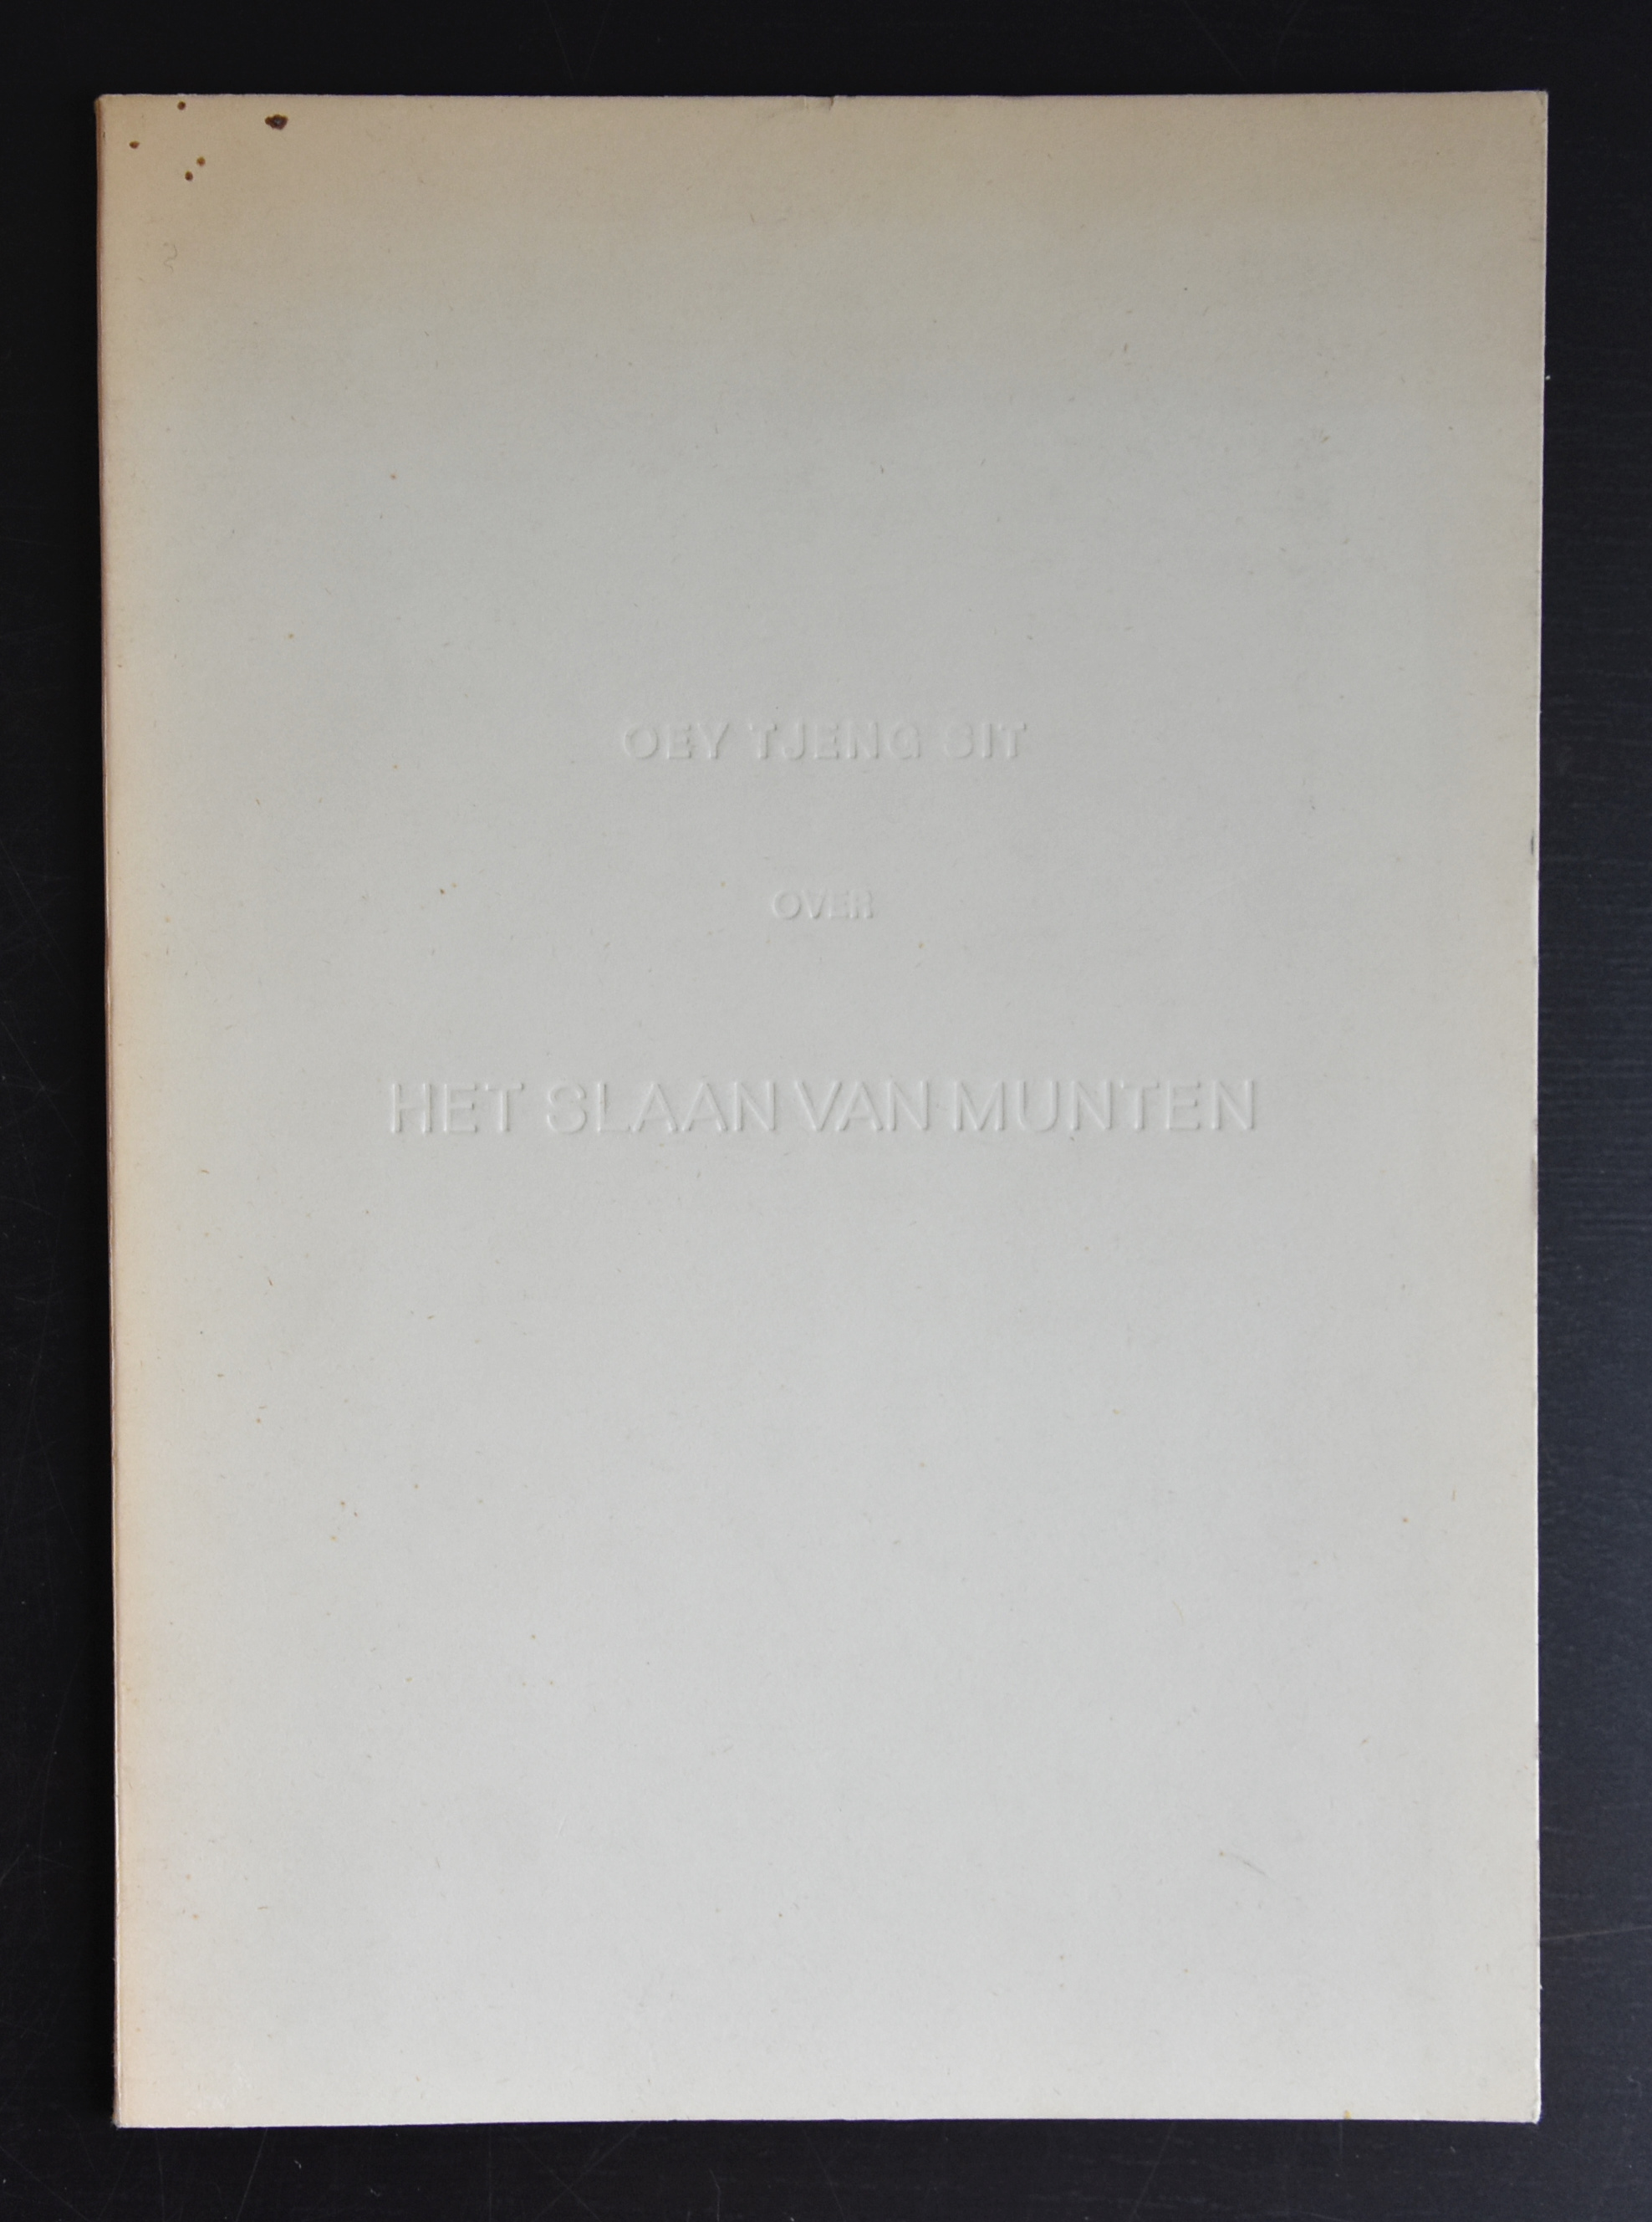 OEY TJENG SIT
OVER
HET SLAAN VAN MUNTEN